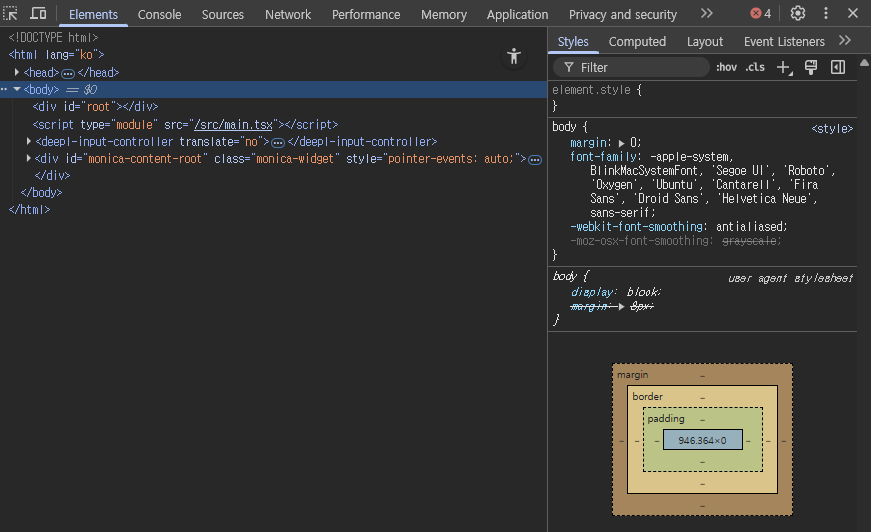 Elements Console Sources Network Performance Memory Application Privacy and security 4
<!DOCTYPE html>
<html lang="ko">
<head> </head>
<body> == $0
<div id="root"></div>
<script type="module" src="/src/main.tsx"></script>
<deepl-input-controller translate="no"> </deepl-input-controller>
<div id="monica-content-root" class="monica-widget" style="pointer-events: auto;">
</div>
</body>
</html>
Styles Computed Layout Event Listeners
Filter :hov .cls
element.style {
}
body { <style>
margin: 0;
font-family: -apple-system,
BlinkMacSystemFont, 'Segoe UI', 'Roboto',
'Oxygen', 'Ubuntu', 'Cantarell', 'Fira
Sans', 'Droid Sans', 'Helvetica Neue',
sans-serif;
-webkit-font-smoothing: antialiased;
-moz-osx-font-smoothing: grayscale;
}
body { user agent stylesheet
display: block;
margin: 8px;
}
margin -
border -
padding -
- - - 946.364×0 - - -
-
-
-